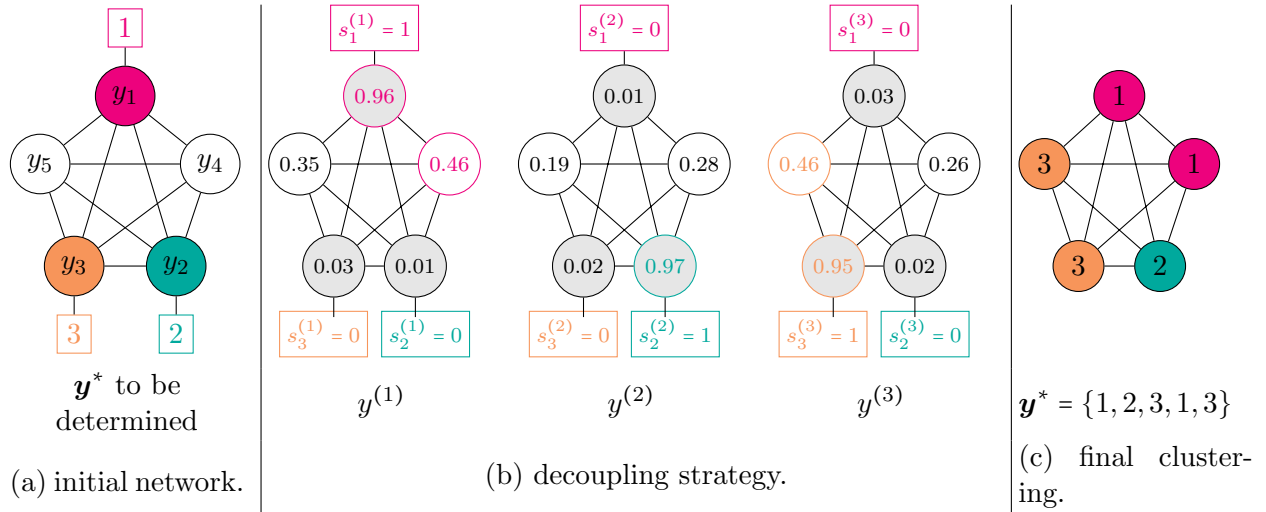 1
y₁
y₅
y₄
y₃
y₂
3
2
y* to be
determined
(a) initial network.
s₁⁽¹⁾ = 1
0.96
0.35
0.46
0.03
0.01
s₃⁽¹⁾ = 0
s₂⁽¹⁾ = 0
y⁽¹⁾
s₁⁽²⁾ = 0
0.01
0.19
0.28
0.02
0.97
s₃⁽²⁾ = 0
s₂⁽²⁾ = 1
y⁽²⁾
s₁⁽³⁾ = 0
0.03
0.46
0.26
0.95
0.02
s₃⁽³⁾ = 1
s₂⁽³⁾ = 0
y⁽³⁾
(b) decoupling strategy.
1
3
1
3
2
y* = {1, 2, 3, 1, 3}
(c) final cluster-
ing.